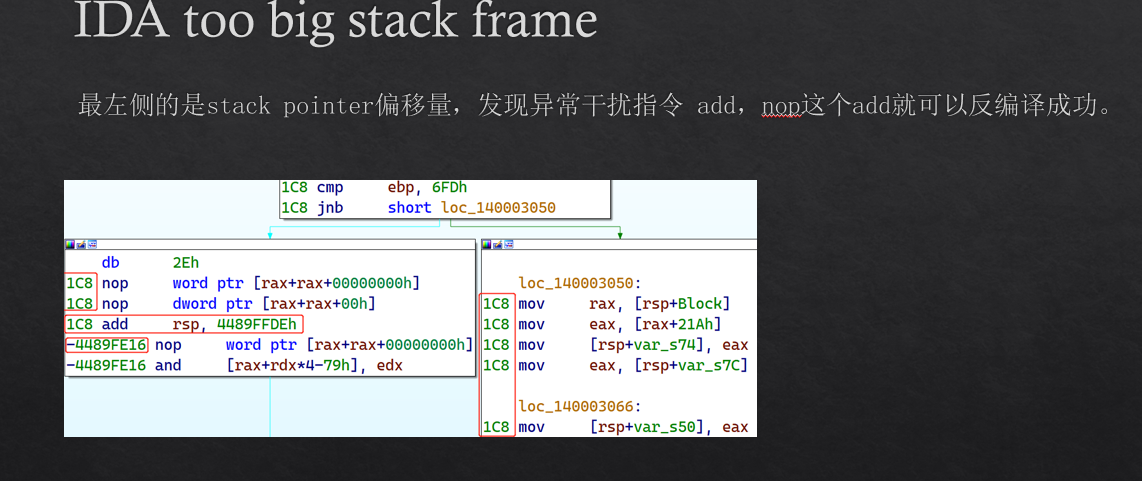 IDA too big stack frame
最左侧的是stack pointer偏移量，发现异常干扰指令 add，nop这个add就可以反编译成功。
1C8 cmp ebp, 6FDh
1C8 jnb short loc_140003050
db 2Eh
1C8 nop word ptr [rax+rax+00000000h]
1C8 nop dword ptr [rax+rax+00h]
1C8 add rsp, 4489FFDEh
-4489FE16 nop word ptr [rax+rax+00000000h]
-4489FE16 and [rax+rdx*4-79h], edx
loc_140003050:
1C8 mov rax, [rsp+Block]
1C8 mov eax, [rax+21Ah]
1C8 mov [rsp+var_s74], eax
1C8 mov eax, [rsp+var_s7C]
loc_140003066:
1C8 mov [rsp+var_s50], eax